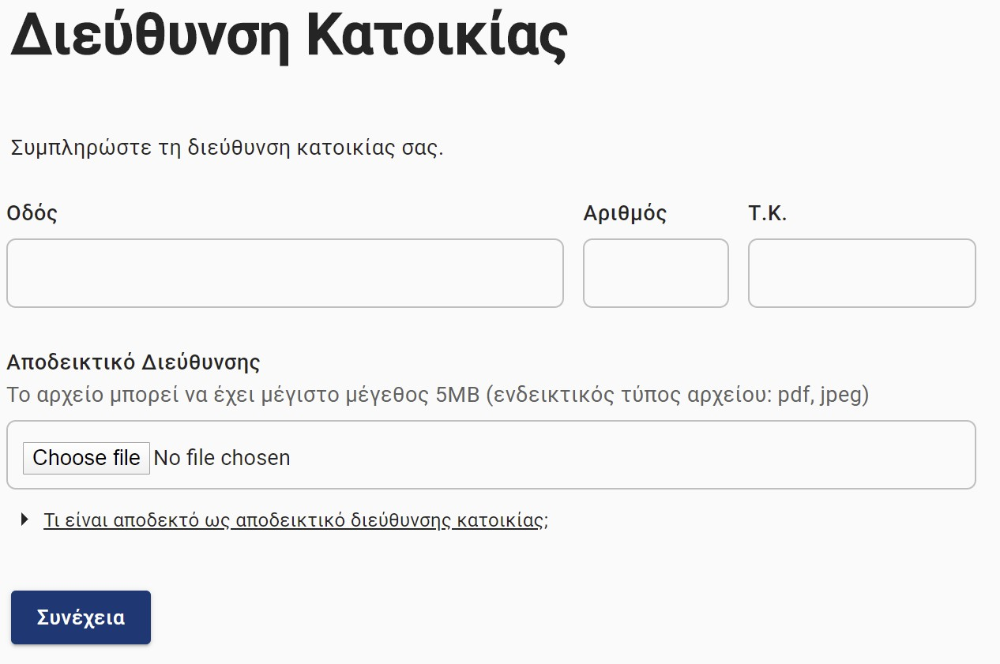 Διεύθυνση Κατοικίας
Συμπληρώστε τη διεύθυνση κατοικίας σας.
Οδός Αριθμός Τ.Κ.
Αποδεικτικό Διεύθυνσης
Το αρχείο μπορεί να έχει μέγιστο μέγεθος 5MB (ενδεικτικός τύπος αρχείου: pdf, jpeg)
Choose file No file chosen
Τι είναι αποδεκτό ως αποδεικτικό διεύθυνσης κατοικίας;
Συνέχεια